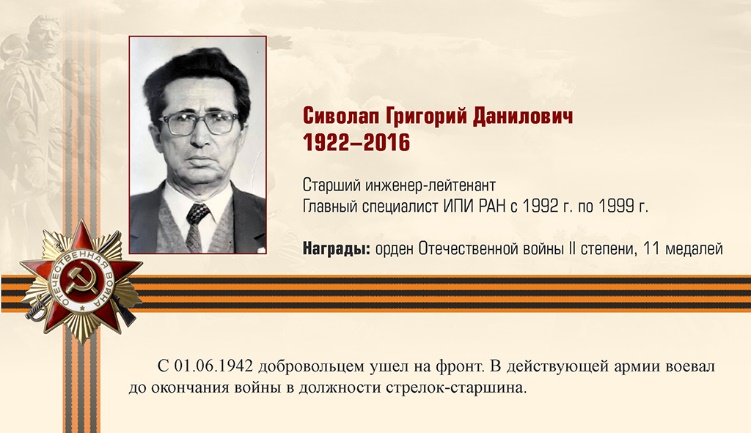 Сиволап Григорий Данилович
1922–2016
Старший инженер-лейтенант
Главный специалист ИПИ РАН с 1992 г. по 1999 г.
Награды: орден Отечественной войны II степени, 11 медалей
ОТЕЧЕСТВЕННАЯ ВОЙНА
С 01.06.1942 добровольцем ушел на фронт. В действующей армии воевал
до окончания войны в должности стрелок-старшина.